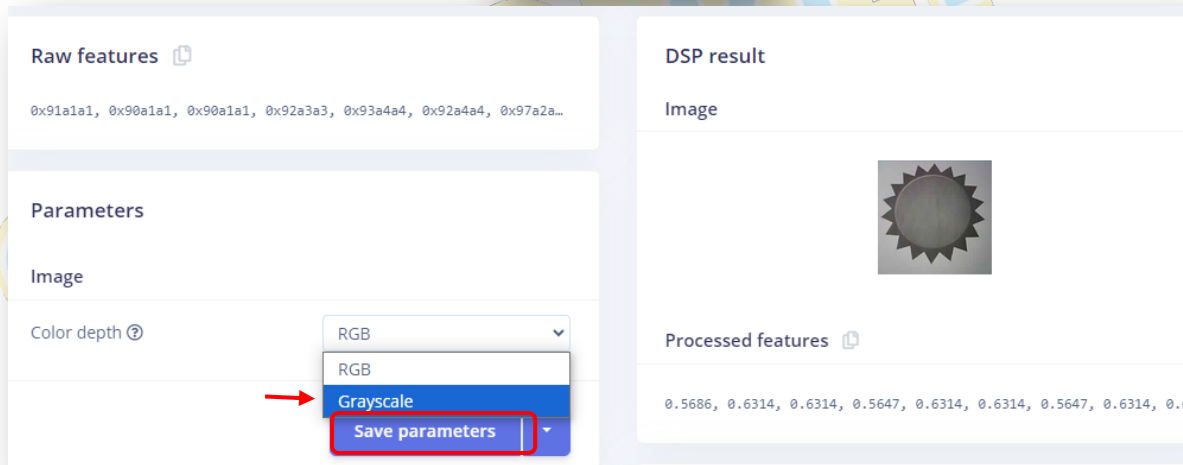 Raw features
0x91a1a1, 0x90a1a1, 0x90a1a1, 0x92a3a3, 0x93a4a4, 0x92a4a4, 0x97a2a…
Parameters
Image
Color depth
RGB
RGB
Grayscale
Save parameters
DSP result
Image
Processed features
0.5686, 0.6314, 0.6314, 0.5647, 0.6314, 0.6314, 0.5647, 0.6314, 0.